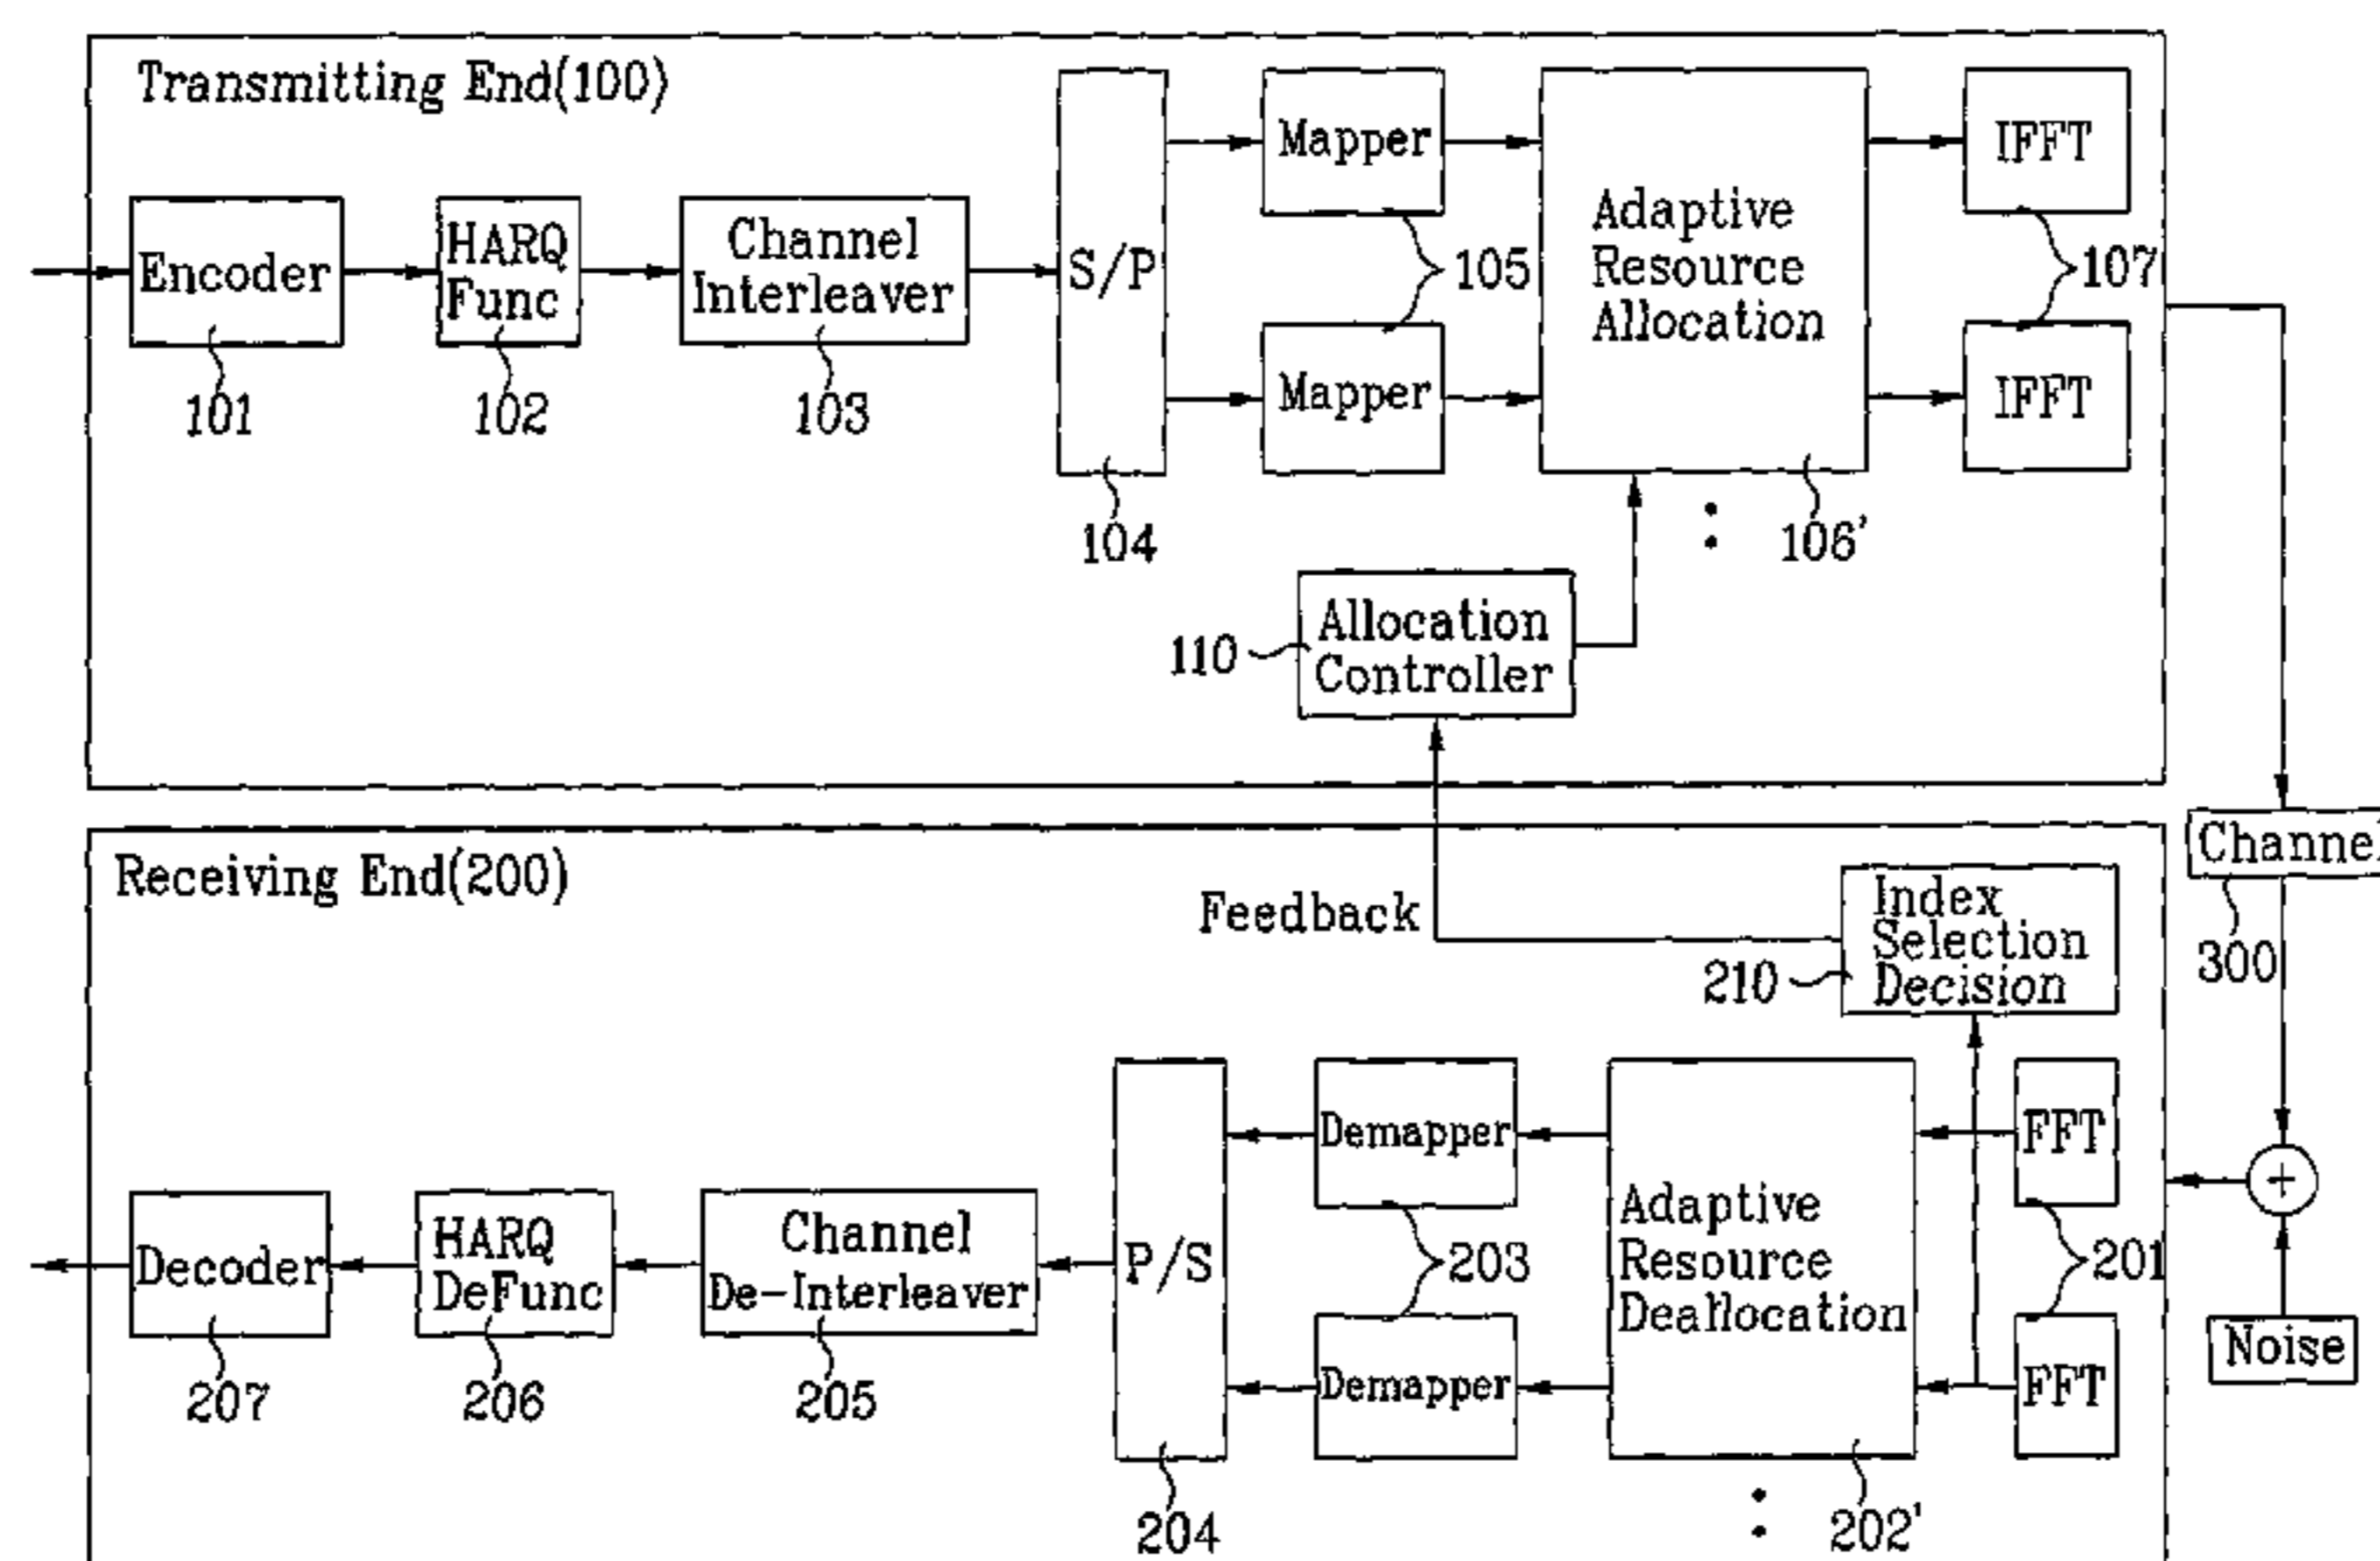 Transmitting End(100)
Encoder
101
HARQ
Func
102
Channel
Interleaver
103
S/P
104
Mapper
Mapper
105
Adaptive
Resource
Allocation
106'
IFFT
IFFT
107
Allocation
Controller
110
Channel
300
Noise
+
Receiving End(200)
Feedback
Index
Selection
Decision
210
FFT
FFT
201
Adaptive
Resource
Deallocation
202'
Demapper
Demapper
203
P/S
204
Channel
De-Interleaver
205
HARQ
DeFunc
206
Decoder
207